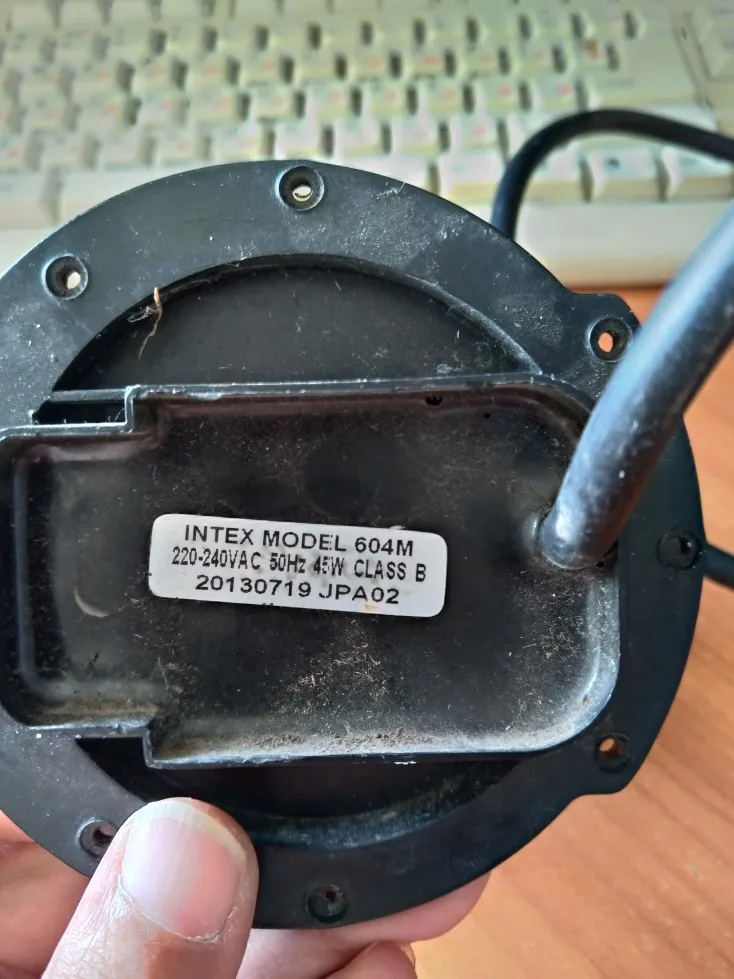 INTEX MODEL 604M
220-240VAC 50Hz 45W CLASS B
20130719 JPA02